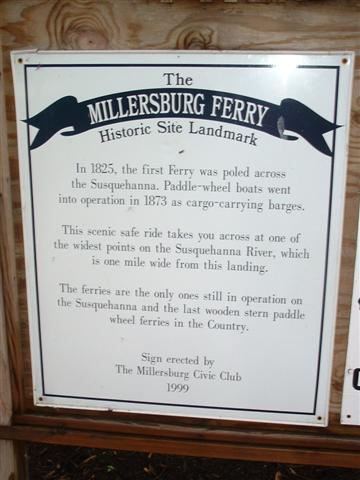 The
MILLERSBURG FERRY
Historic Site Landmark
In 1825, the first Ferry was poled across
the Susquehanna. Paddle-wheel boats went
into operation in 1873 as cargo-carrying barges.
This scenic safe ride takes you across at one of
the widest points on the Susquehanna River, which
is one mile wide from this landing.
The ferries are the only ones still in operation on
the Susquehanna and the last wooden stern paddle
wheel ferries in the Country.
Sign erected by
The Millersburg Civic Club
1999